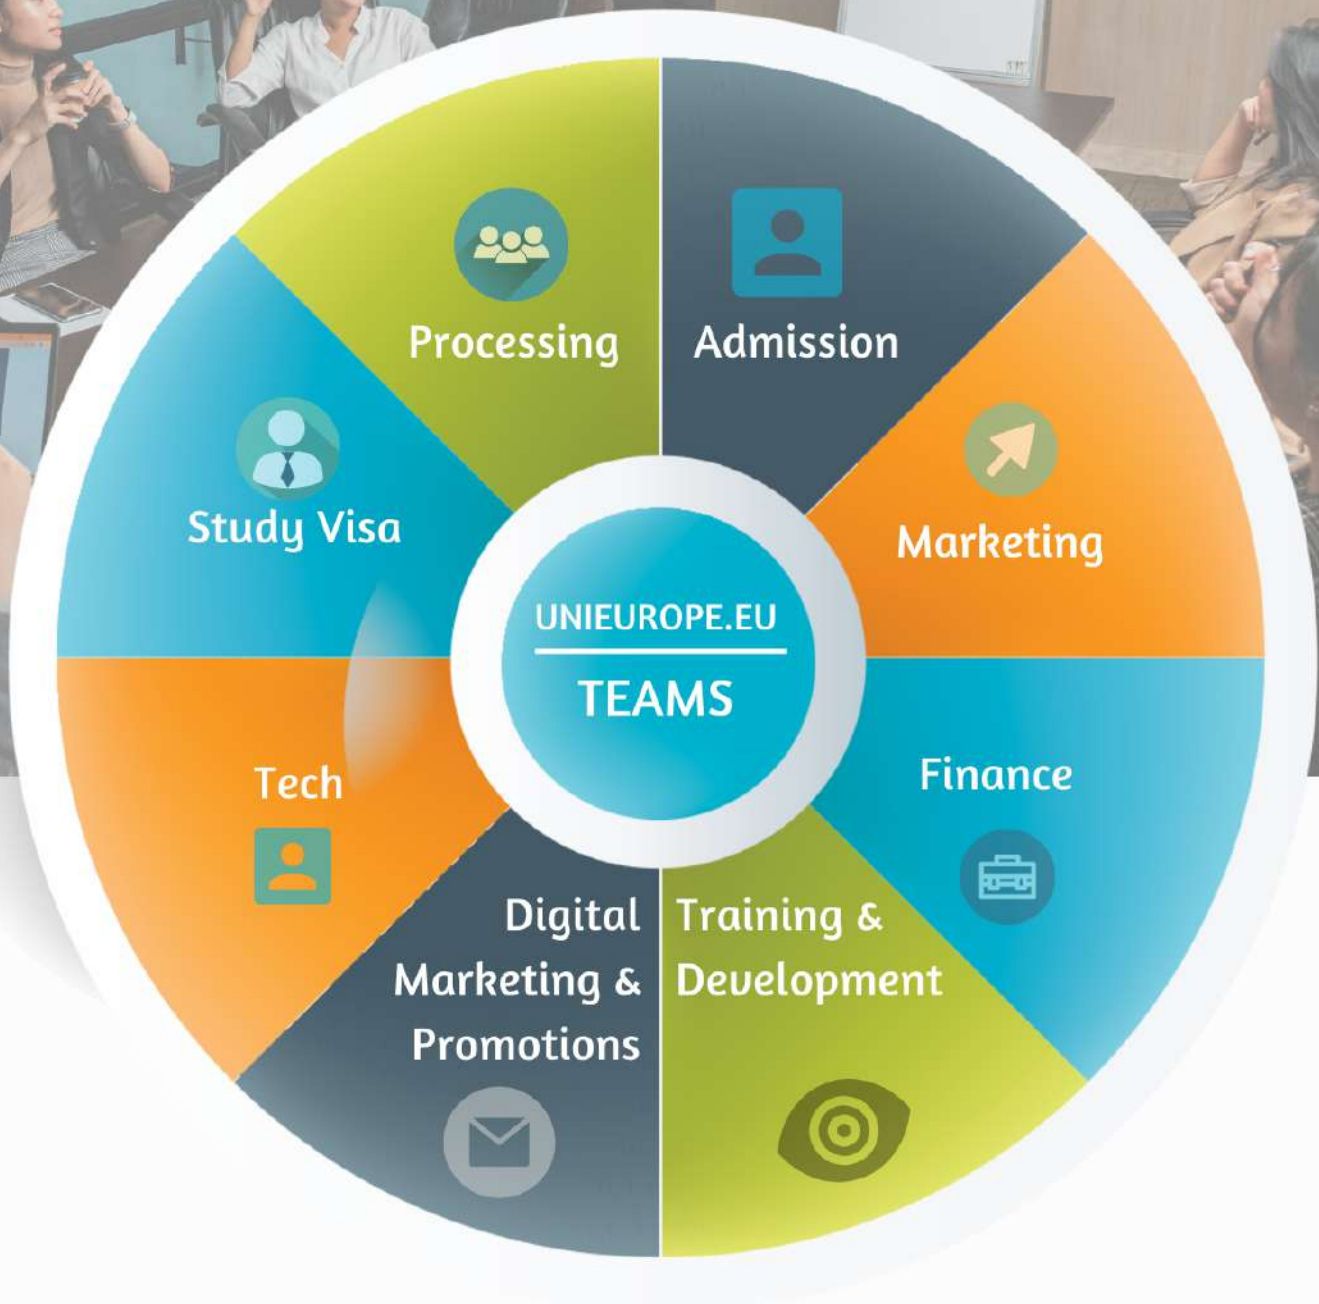 Processing
Admission
Study Visa
Marketing
UNIEUROPE.EU
TEAMS
Tech
Finance
Digital
Marketing &
Promotions
Training &
Development